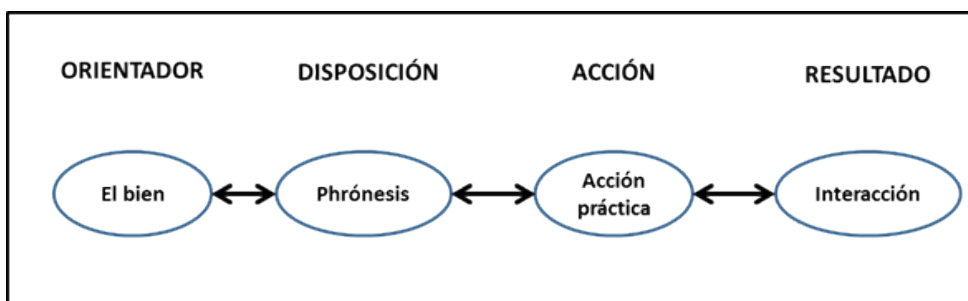 ORIENTADOR
DISPOSICIÓN
ACCIÓN
RESULTADO
El bien
Phrónesis
Acción
práctica
Interacción